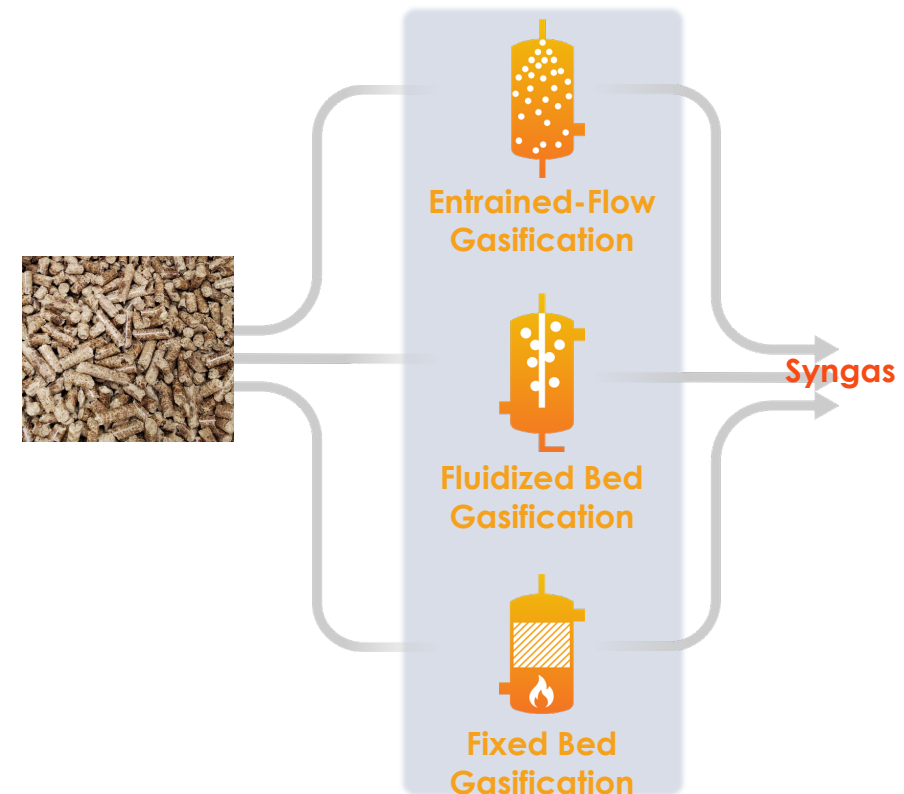 Entrained-Flow
Gasification
Syngas
Fluidized Bed
Gasification
Fixed Bed
Gasification